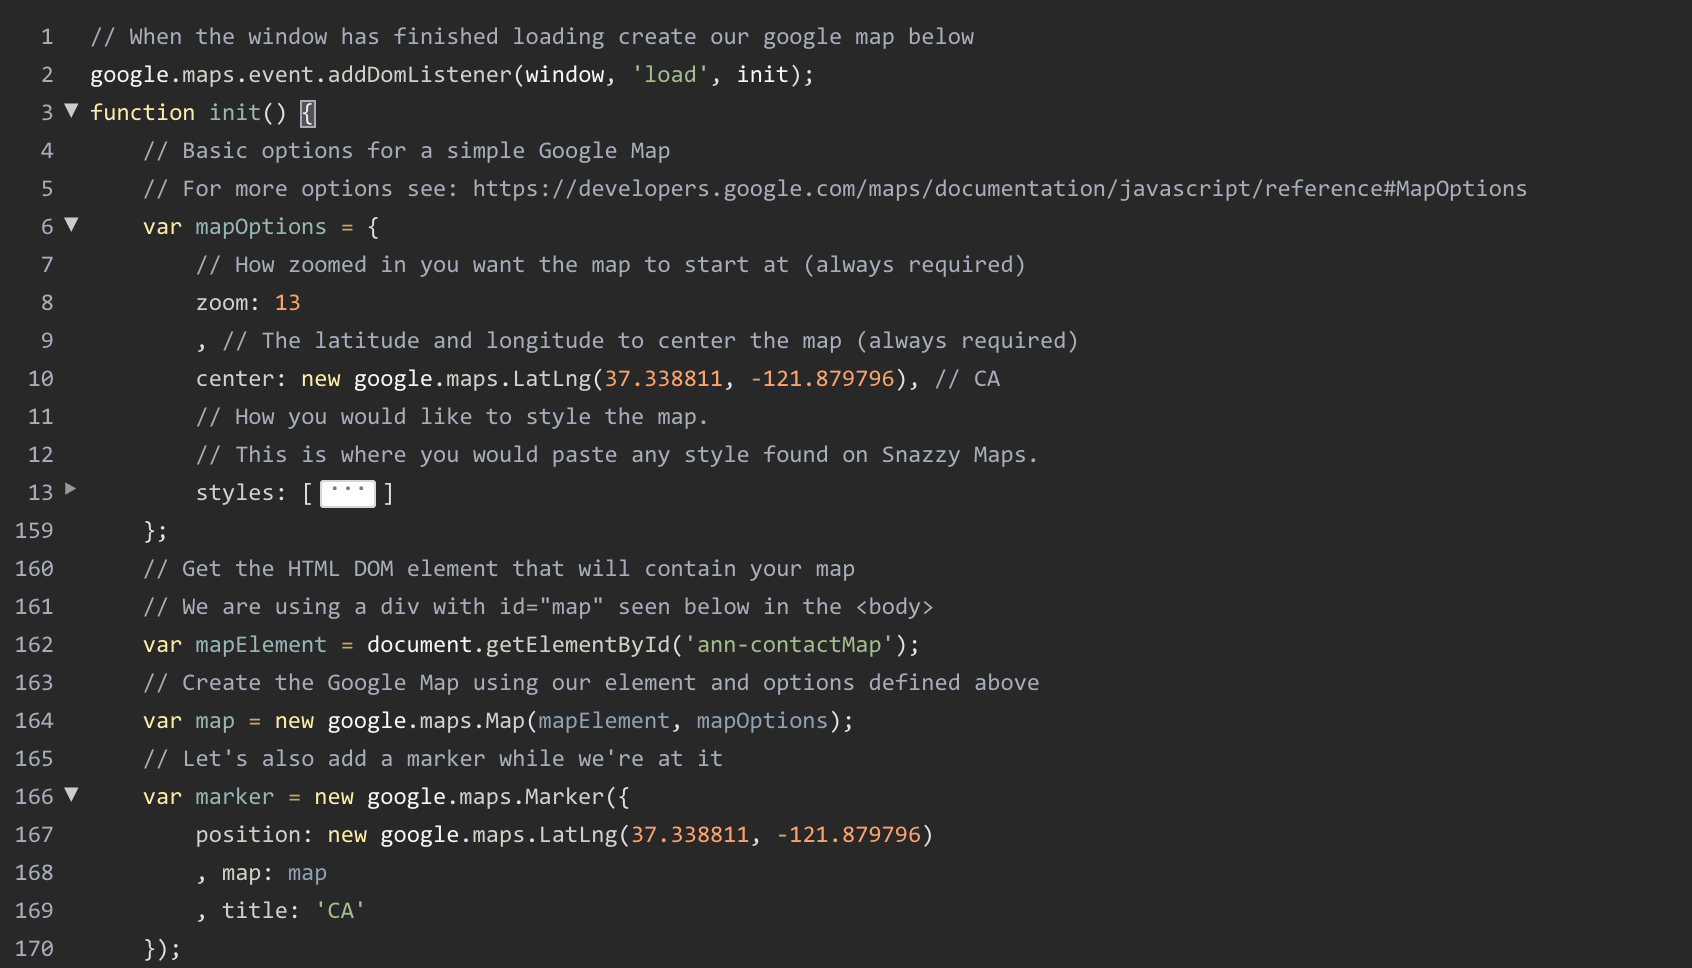 1 // When the window has finished loading create our google map below
2 google.maps.event.addDomListener(window, 'load', init);
3 function init() {
4 // Basic options for a simple Google Map
5 // For more options see: https://developers.google.com/maps/documentation/javascript/reference#MapOptions
6 var mapOptions = {
7 // How zoomed in you want the map to start at (always required)
8 zoom: 13
9 , // The latitude and longitude to center the map (always required)
10 center: new google.maps.LatLng(37.338811, -121.879796), // CA
11 // How you would like to style the map.
12 // This is where you would paste any style found on Snazzy Maps.
13 styles: [ ... ]
159 };
160 // Get the HTML DOM element that will contain your map
161 // We are using a div with id="map" seen below in the <body>
162 var mapElement = document.getElementById('ann-contactMap');
163 // Create the Google Map using our element and options defined above
164 var map = new google.maps.Map(mapElement, mapOptions);
165 // Let's also add a marker while we're at it
166 var marker = new google.maps.Marker({
167 position: new google.maps.LatLng(37.338811, -121.879796)
168 , map: map
169 , title: 'CA'
170 });